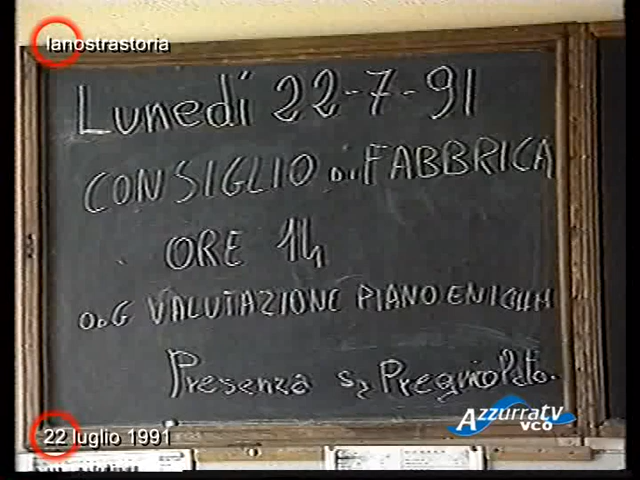 lanostrastoria
Lunedì 22-7-91
CONSIGLIO di FABBRICA
ORE 14
O.d.G VALUTAZIONE PIANO ENICHEM
Presenza
22 luglio 1991
Azzurratv
vco